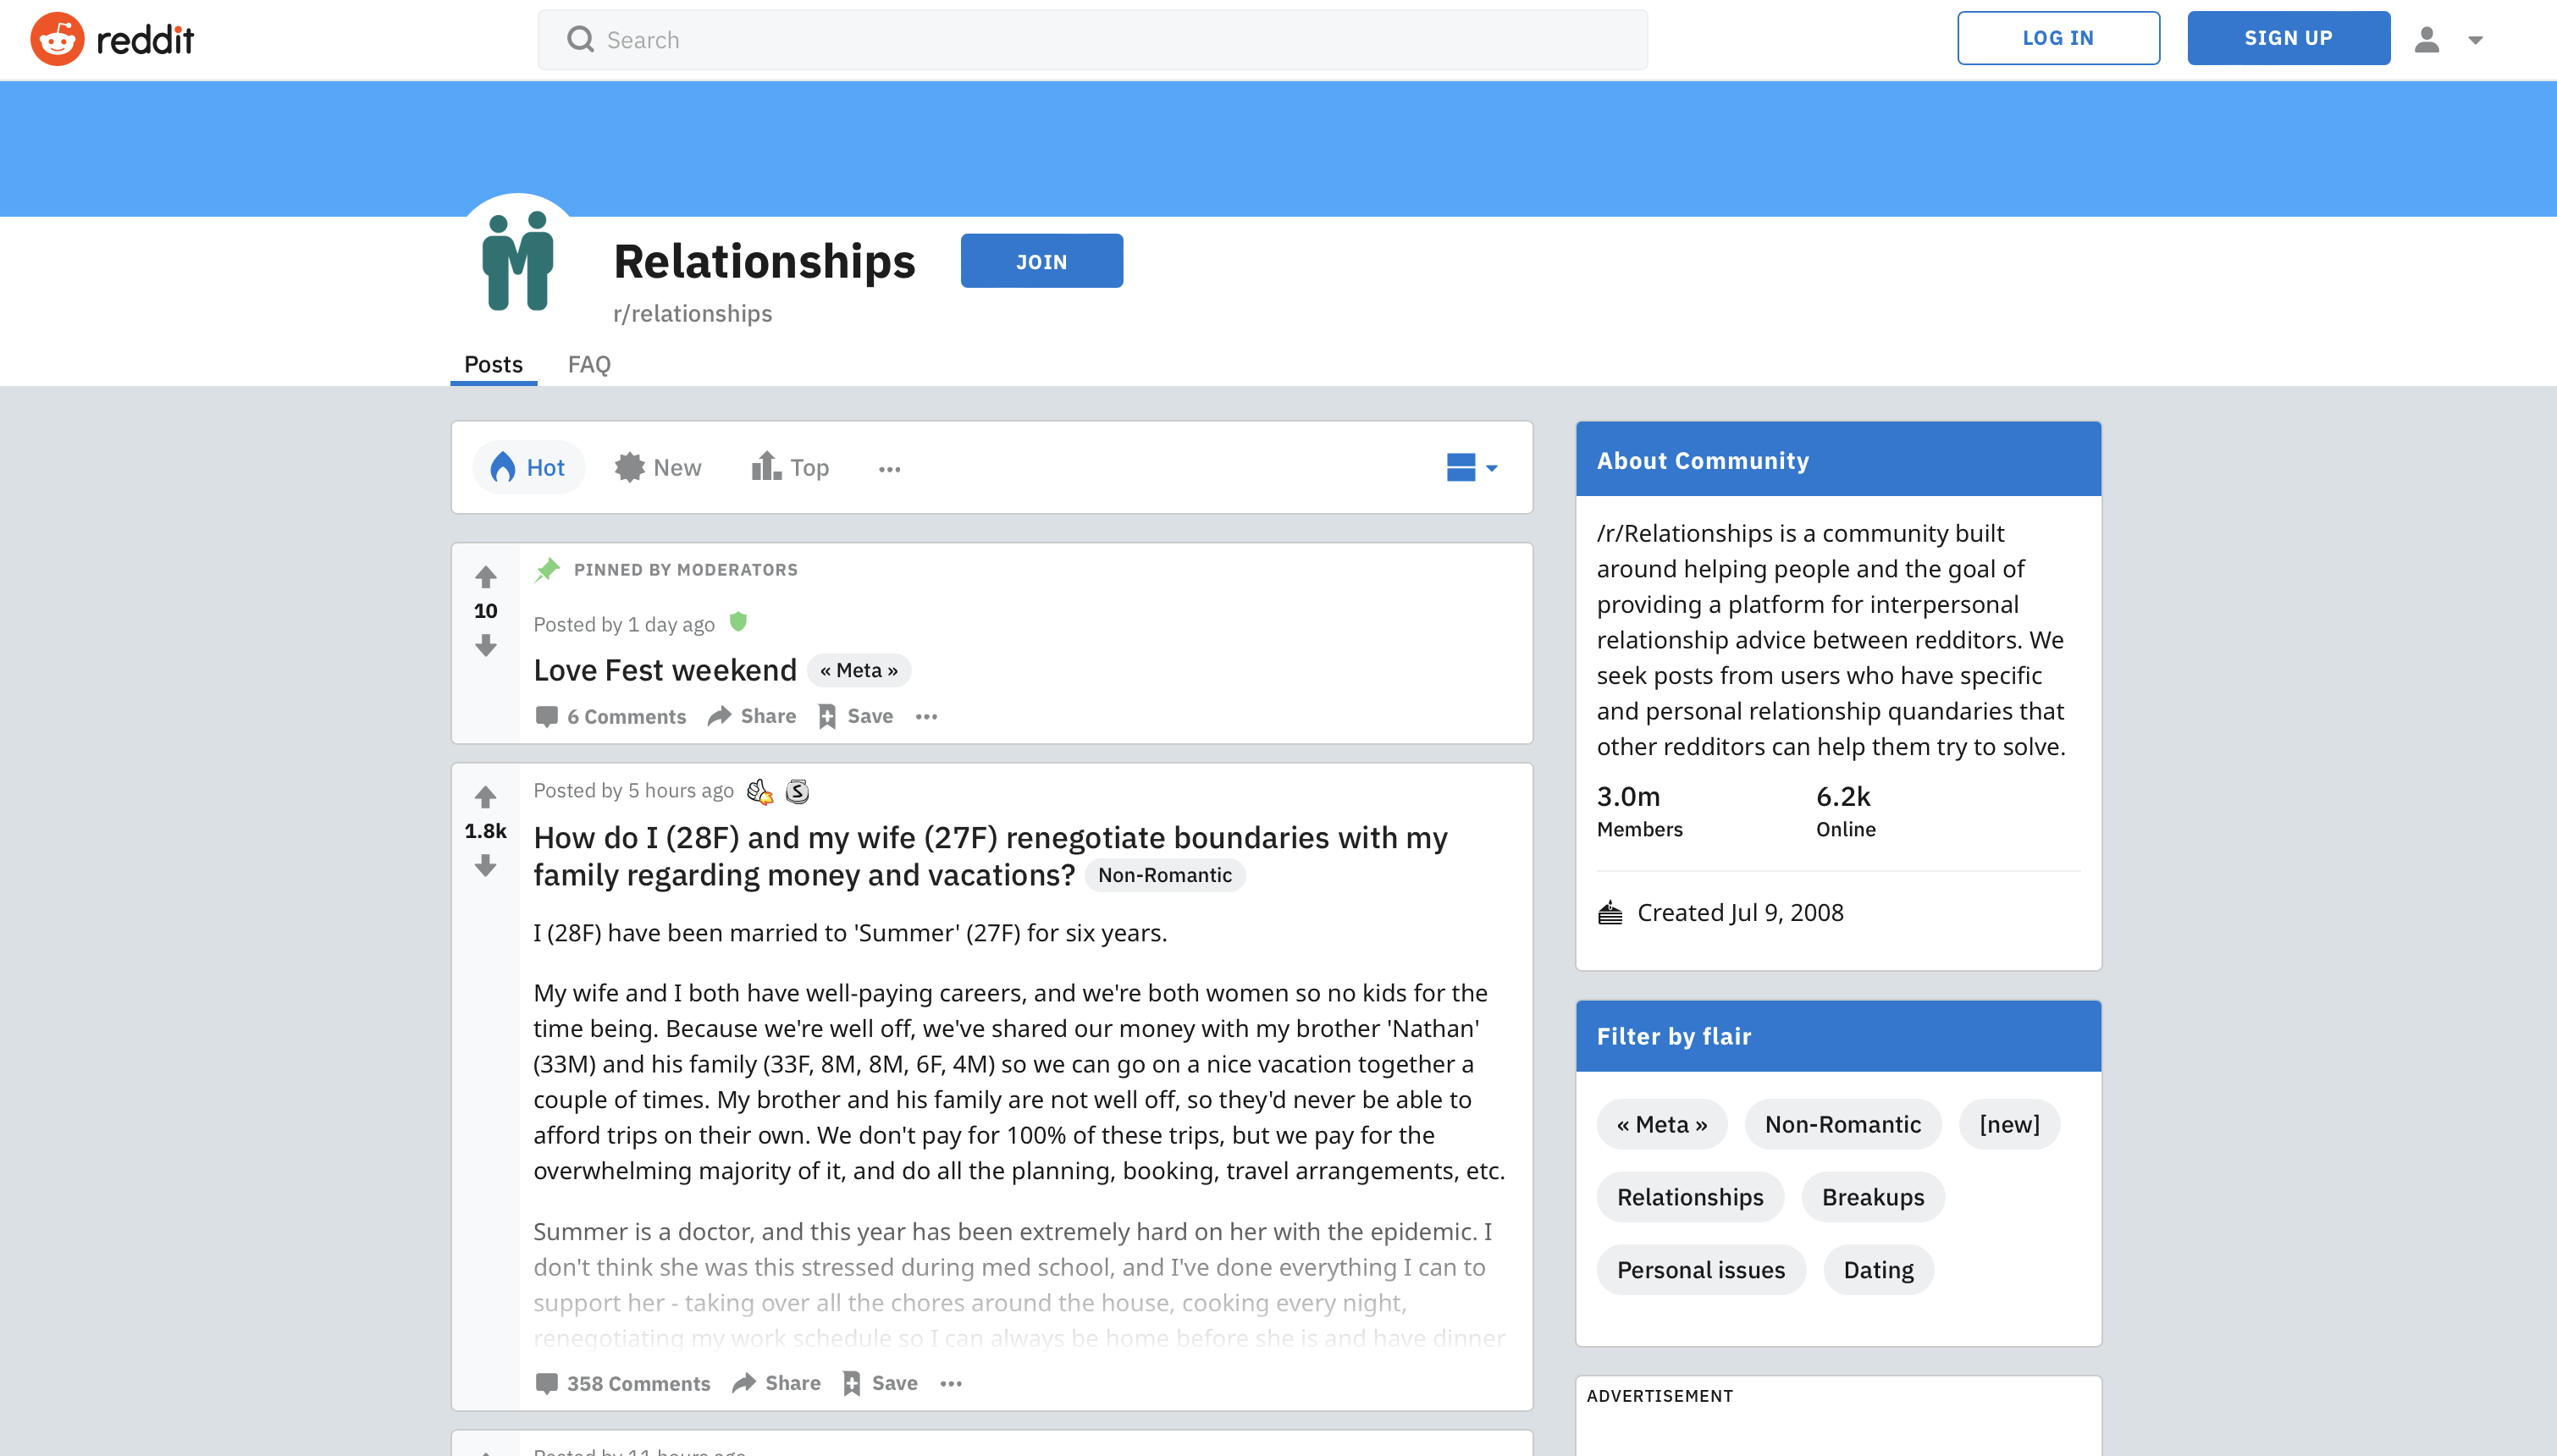 reddit
Search
LOG IN
SIGN UP
Relationships
JOIN
r/relationships
Posts
FAQ
Hot
New
Top
PINNED BY MODERATORS
10
Posted by 1 day ago
Love Fest weekend
« Meta »
6 Comments
Share
Save
1.8k
Posted by 5 hours ago
How do I (28F) and my wife (27F) renegotiate boundaries with my
family regarding money and vacations?
Non-Romantic
I (28F) have been married to 'Summer' (27F) for six years.
My wife and I both have well-paying careers, and we're both women so no kids for the
time being. Because we're well off, we've shared our money with my brother 'Nathan'
(33M) and his family (33F, 8M, 8M, 6F, 4M) so we can go on a nice vacation together a
couple of times. My brother and his family are not well off, so they'd never be able to
afford trips on their own. We don't pay for 100% of these trips, but we pay for the
overwhelming majority of it, and do all the planning, booking, travel arrangements, etc.
Summer is a doctor, and this year has been extremely hard on her with the epidemic. I
don't think she was this stressed during med school, and I've done everything I can to
support her - taking over all the chores around the house, cooking every night,
renegotiating my work schedule so I can always be home before she is and have dinner
358 Comments
Share
Save
Posted by 11 hours ago
About Community
/r/Relationships is a community built
around helping people and the goal of
providing a platform for interpersonal
relationship advice between redditors. We
seek posts from users who have specific
and personal relationship quandaries that
other redditors can help them try to solve.
3.0m
Members
6.2k
Online
Created Jul 9, 2008
Filter by flair
« Meta »
Non-Romantic
[new]
Relationships
Breakups
Personal issues
Dating
ADVERTISEMENT